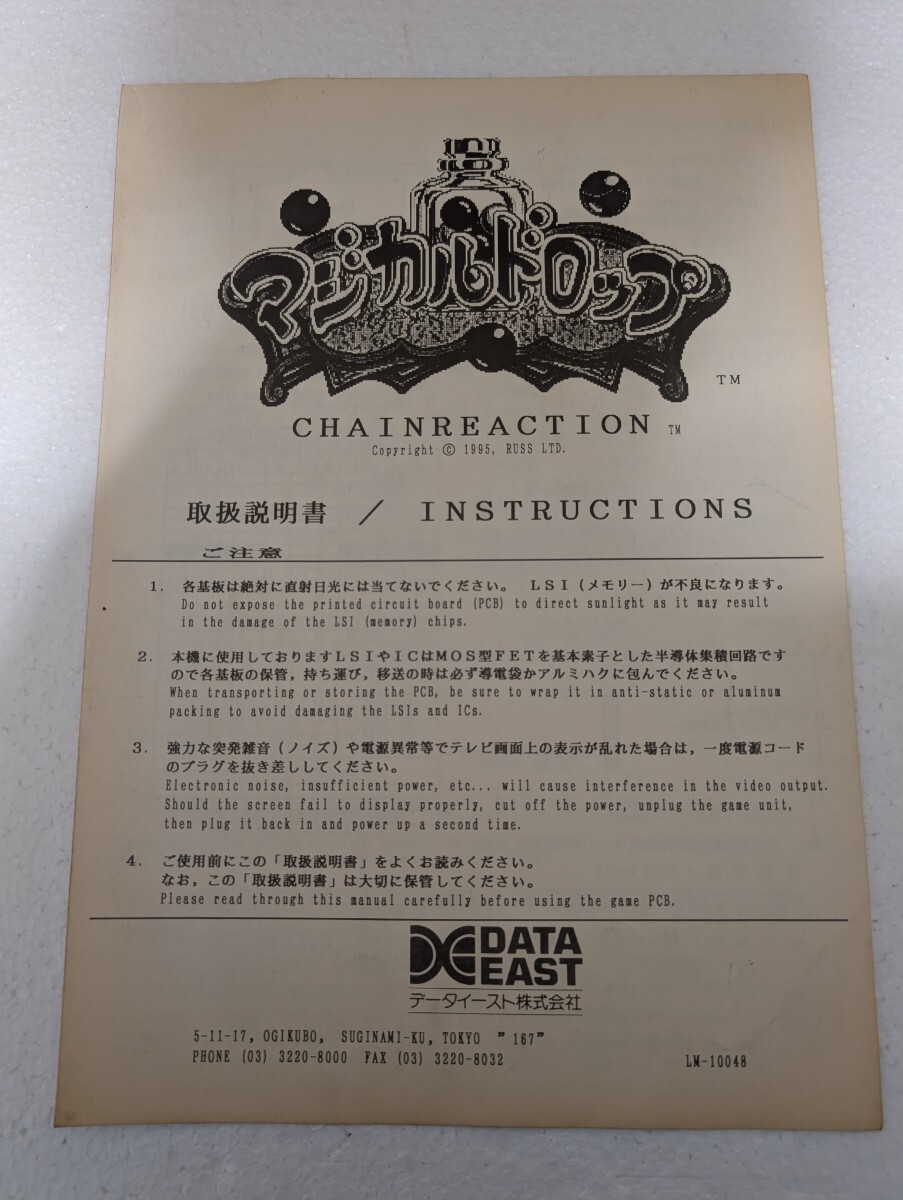 マジカルドロップ
TM
CHAINREACTION TM
Copyright © 1995, RUSS LTD.
取扱説明書 / INSTRUCTIONS
ご注意
1. 各基板は絶対に直射日光には当てないでください。 LSI(メモリー)が不良になります。
Do not expose the printed circuit board (PCB) to direct sunlight as it may result
in the damage of the LSI (memory) chips.
2. 本機に使用しておりますLSIやICはMOS型FETを基本素子とした半導体集積回路です
ので各基板の保管,持ち運び,移送の時は必ず導電袋かアルミハクに包んでください。
When transporting or storing the PCB, be sure to wrap it in anti-static or aluminum
packing to avoid damaging the LSIs and ICs.
3. 強力な突発雑音(ノイズ)や電源異常等でテレビ画面上の表示が乱れた場合は,一度電源コード
のプラグを抜き差ししてください。
Electronic noise, insufficient power, etc... will cause interference in the video output.
Should the screen fail to display properly, cut off the power, unplug the game unit,
then plug it back in and power up a second time.
4. ご使用前にこの「取扱説明書」をよくお読みください。
なお,この「取扱説明書」は大切に保管してください。
Please read through this manual carefully before using the game PCB.
DATA
EAST
データイースト株式会社
5-11-17, OGIKUBO, SUGINAMI-KU, TOKYO ”167”
PHONE (03) 3220-8000 FAX (03) 3220-8032
LM-10048